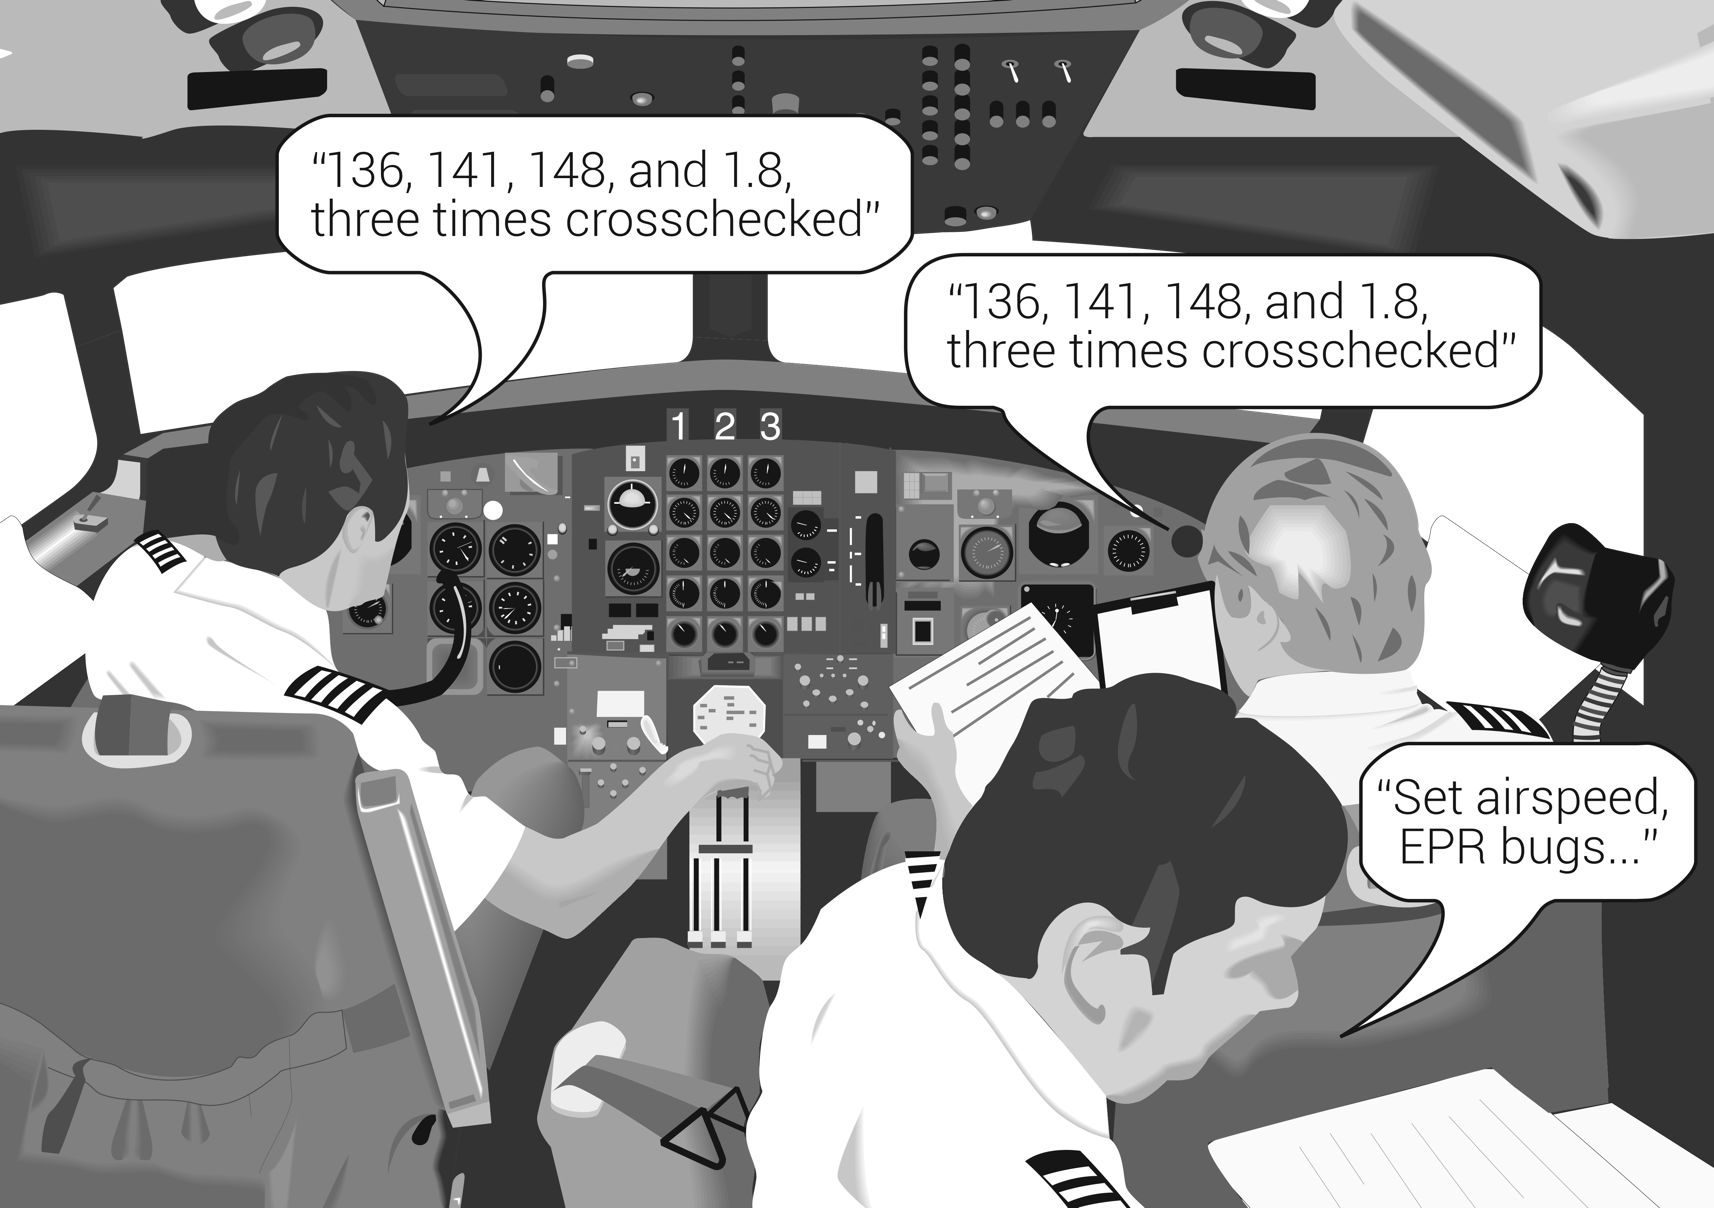 “136, 141, 148, and 1.8,
three times crosschecked”
“136, 141, 148, and 1.8,
three times crosschecked”
1 2 3
“Set airspeed,
EPR bugs...”